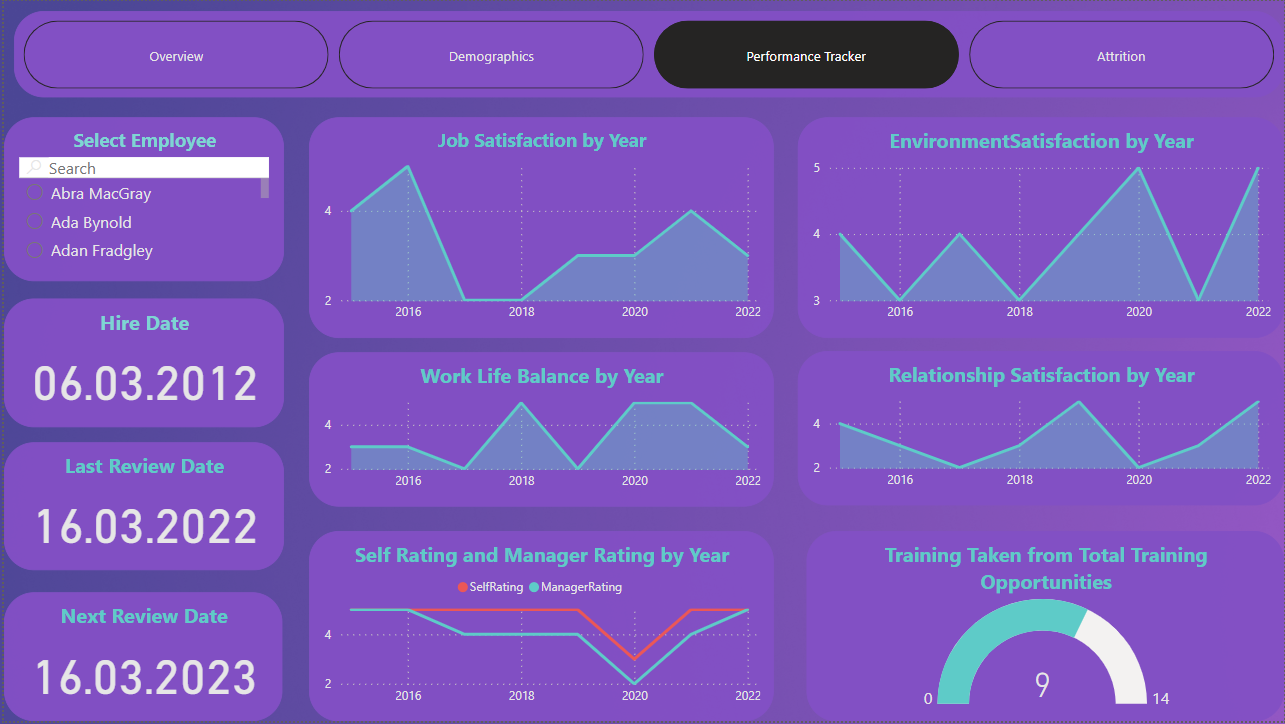 Overview
Demographics
Performance Tracker
Attrition
Select Employee
Search
Abra MacGray
Ada Bynold
Adan Fradgley
Hire Date
06.03.2012
Last Review Date
16.03.2022
Next Review Date
16.03.2023
Job Satisfaction by Year
4
2
2016 2018 2020 2022
EnvironmentSatisfaction by Year
5
4
3
2016 2018 2020 2022
Work Life Balance by Year
4
2
2016 2018 2020 2022
Relationship Satisfaction by Year
4
2
2016 2018 2020 2022
Self Rating and Manager Rating by Year
SelfRating ManagerRating
4
2
2016 2018 2020 2022
Training Taken from Total Training
Opportunities
9
0 14